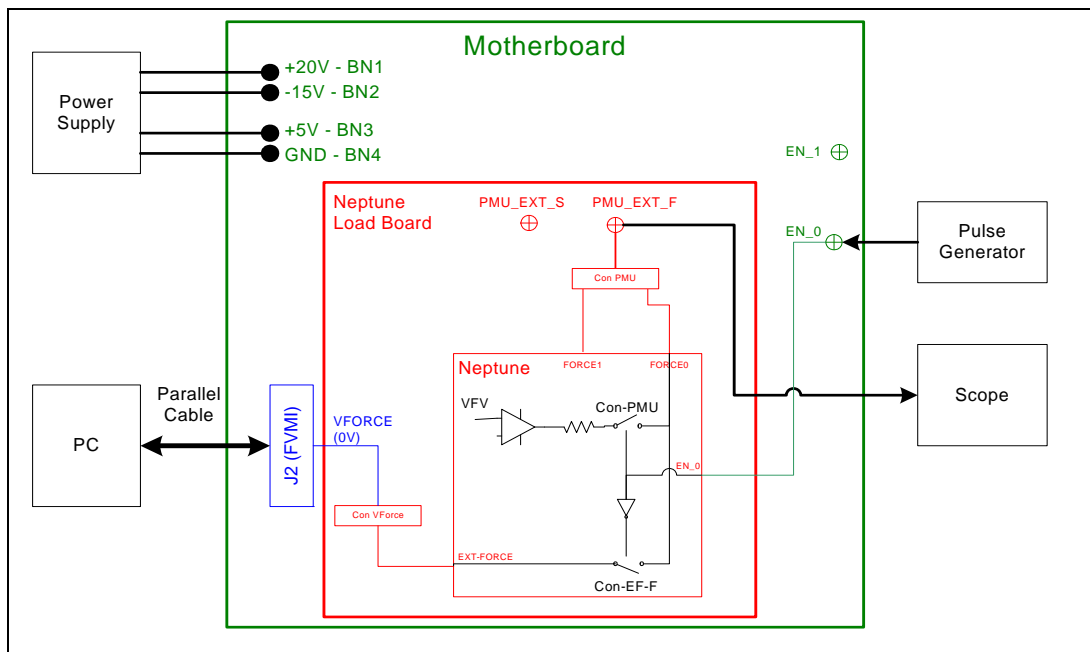 Motherboard
Power
Supply
+20V - BN1
-15V - BN2
+5V - BN3
GND - BN4
EN_1
Neptune
Load Board
PMU_EXT_S
PMU_EXT_F
EN_0
Pulse
Generator
Con PMU
FORCE1
FORCE0
Neptune
VFV
Con-PMU
Scope
PC
Parallel
Cable
J2 (FVMI)
VFORCE
(0V)
EN_0
Con VForce
EXT-FORCE
Con-EF-F